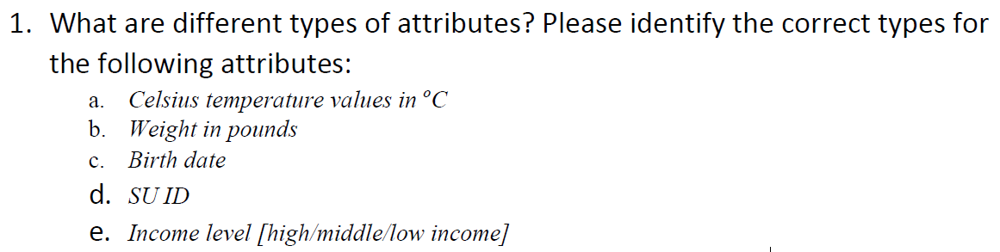 1. What are different types of attributes? Please identify the correct types for
the following attributes:
a. Celsius temperature values in °C
b. Weight in pounds
c. Birth date
d. SU ID
e. Income level [high/middle/low income]